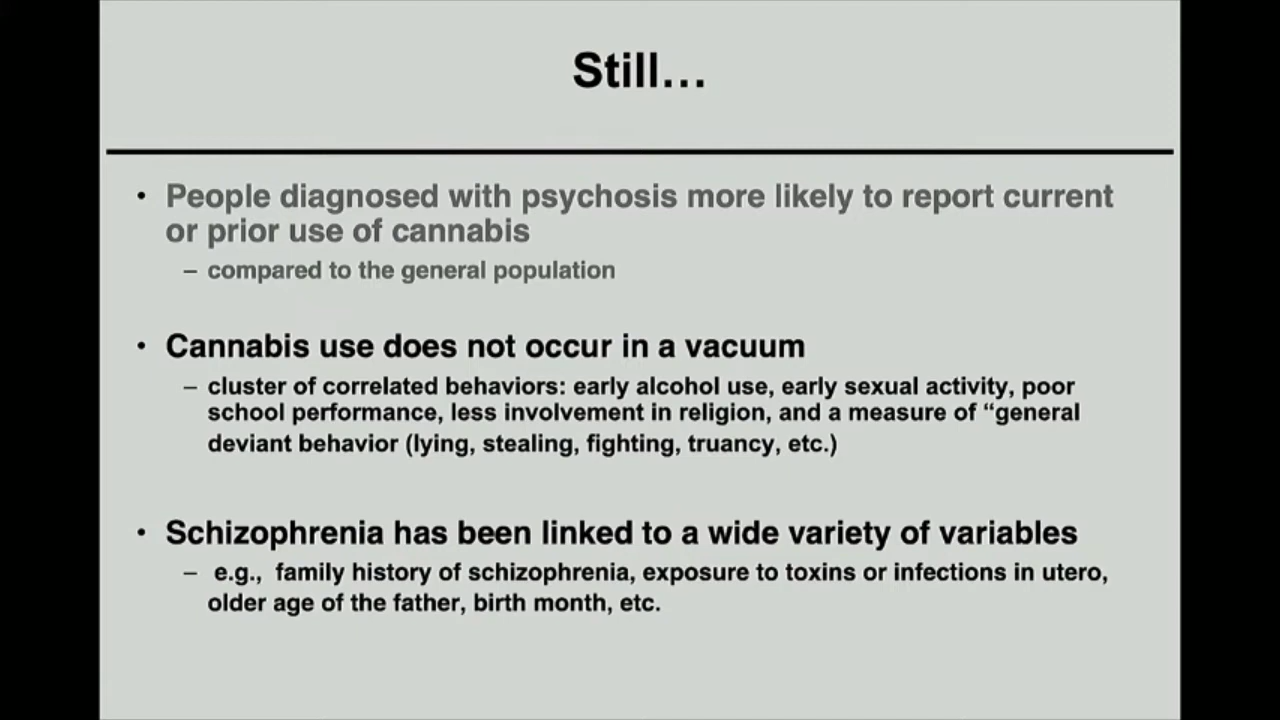 Still…
• People diagnosed with psychosis more likely to report current
or prior use of cannabis
– compared to the general population
• Cannabis use does not occur in a vacuum
– cluster of correlated behaviors: early alcohol use, early sexual activity, poor
school performance, less involvement in religion, and a measure of “general
deviant behavior (lying, stealing, fighting, truancy, etc.)
• Schizophrenia has been linked to a wide variety of variables
– e.g., family history of schizophrenia, exposure to toxins or infections in utero,
older age of the father, birth month, etc.